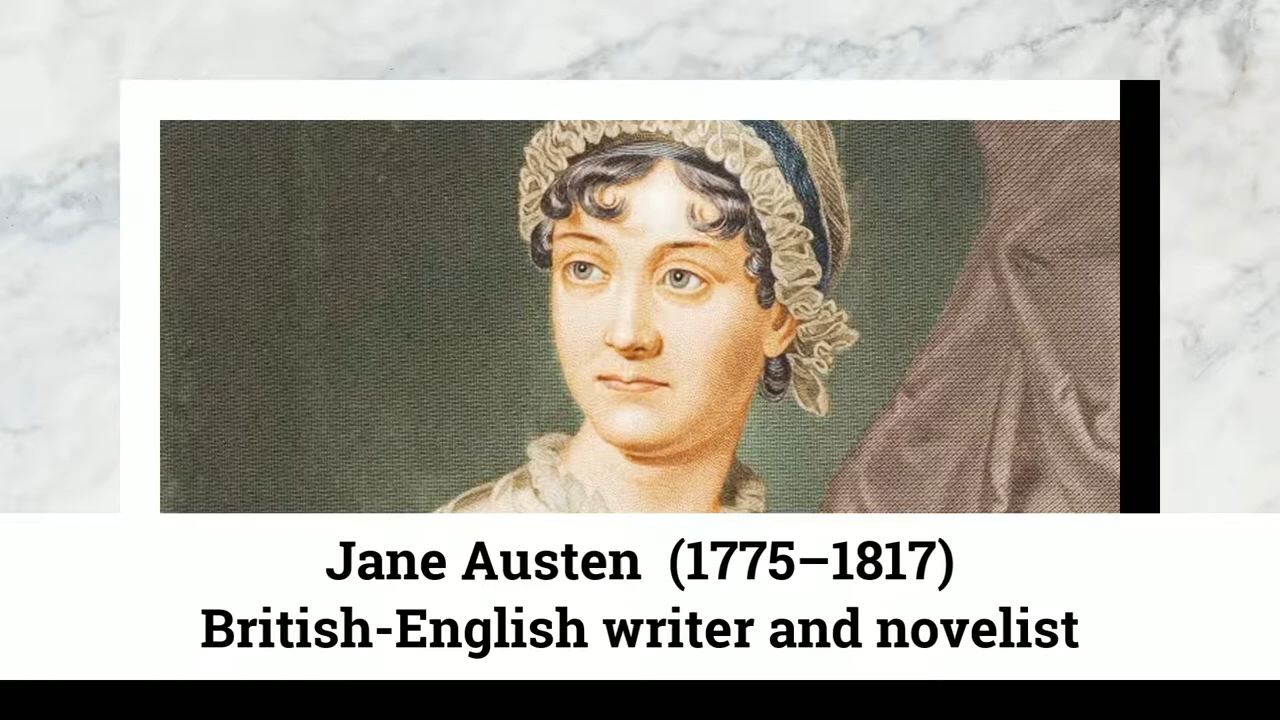 Jane Austen (1775–1817)
British-English writer and novelist